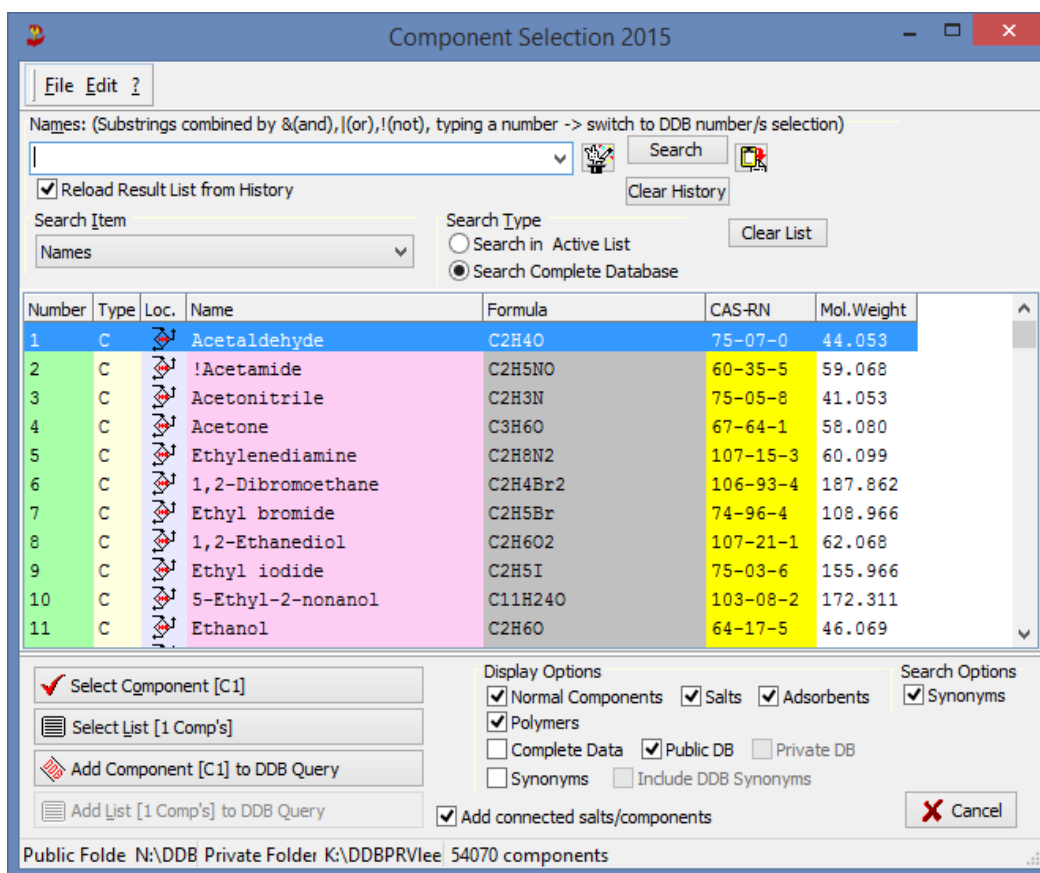 Component Selection 2015
File Edit ?
Names: (Substrings combined by &(and),|(or),!(not), typing a number -> switch to DDB number/s selection)
Search
Reload Result List from History
Clear History
Search Item
Search Type
Names
Search in Active List
Clear List
Search Complete Database
Number Type Loc. Name Formula CAS-RN Mol.Weight
1 C Acetaldehyde C2H4O 75-07-0 44.053
2 C !Acetamide C2H5NO 60-35-5 59.068
3 C Acetonitrile C2H3N 75-05-8 41.053
4 C Acetone C3H6O 67-64-1 58.080
5 C Ethylenediamine C2H8N2 107-15-3 60.099
6 C 1,2-Dibromoethane C2H4Br2 106-93-4 187.862
7 C Ethyl bromide C2H5Br 74-96-4 108.966
8 C 1,2-Ethanediol C2H6O2 107-21-1 62.068
9 C Ethyl iodide C2H5I 75-03-6 155.966
10 C 5-Ethyl-2-nonanol C11H24O 103-08-2 172.311
11 C Ethanol C2H6O 64-17-5 46.069
Select Component [C1]
Select List [1 Comp's]
Add Component [C1] to DDB Query
Add List [1 Comp's] to DDB Query
Display Options
Normal Components Salts Adsorbents
Polymers
Complete Data Public DB Private DB
Synonyms Include DDB Synonyms
Search Options
Synonyms
Add connected salts/components
Cancel
Public Folde N:\DDB Private Folder K:\DDBPRVlee 54070 components